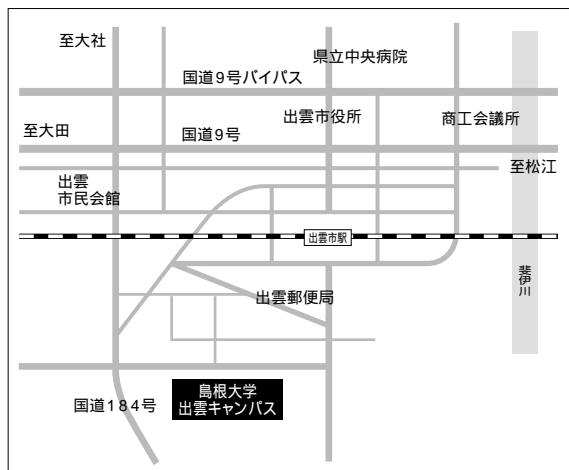 至大社
県立中央病院
国道9号バイパス
出雲市役所
商工会議所
至大田
国道9号
至松江
出雲
市民会館
出雲市駅
斐伊川
出雲郵便局
島根大学
出雲キャンパス
国道184号